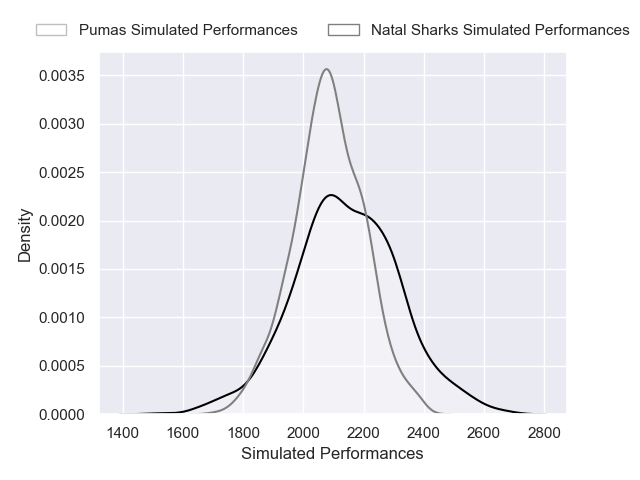 Pumas Simulated Performances Natal Sharks Simulated Performances
0.0035
0.0030
0.0025
0.0020
0.0015
0.0010
0.0005
0.0000
Density
1400 1600 1800 2000 2200 2400 2600 2800
Simulated Performances